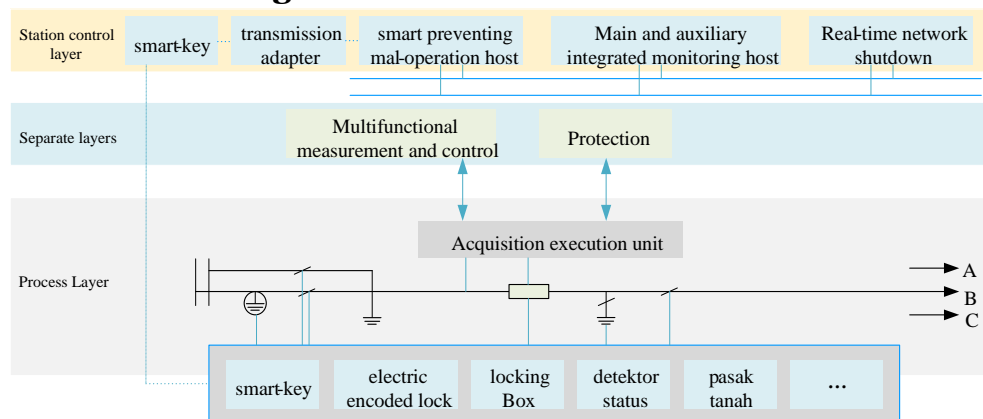 Station control
layer
smart-key
transmission
adapter
smart preventing
mal-operation host
Main and auxiliary
integrated monitoring host
Real-time network
shutdown
Separate layers
Multifunctional
measurement and control
Protection
Acquisition execution unit
Process Layer
A
B
C
smart-key
electric
encoded lock
locking
Box
detektor
status
pasak
tanah
...